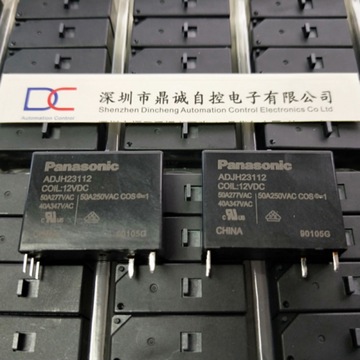 DC
Automation Control
深圳市鼎诚自控电子有限公司
Shenzhen Dincheng Automation Control Electronics Co Ltd
Panasonic
ADJH23112
COIL:12VDC
50A277VAC
40A347VAC
50A250VAC COSφ=1
90105G
Panasonic
ADJH23112
COIL:12VDC
50A277VAC
40A347VAC
50A250VAC COSφ=1
CHINA
90105G